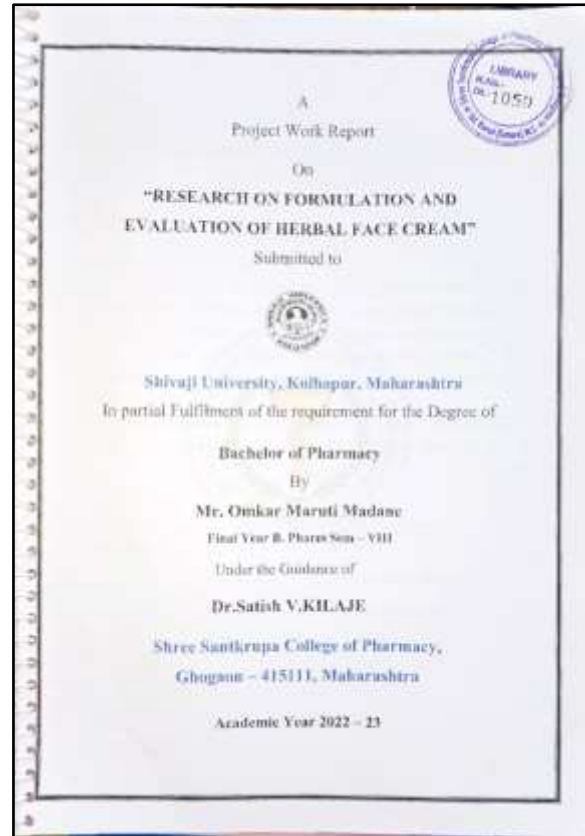 A
Project Work Report
On
“RESEARCH ON FORMULATION AND
EVALUATION OF HERBAL FACE CREAM”
Submitted to
Shivaji University, Kolhapur, Maharashtra
In partial Fulfilment of the requirement for the Degree of
Bachelor of Pharmacy
By
Mr. Omkar Maruti Madane
Final Year B. Pharm Sem – VIII
Under the Guidance of
Dr.Satish V.KILAJE
Shree Santkrupa College of Pharmacy,
Ghogaon – 415111, Maharashtra
Academic Year 2022 – 23
LIBRARY
1050